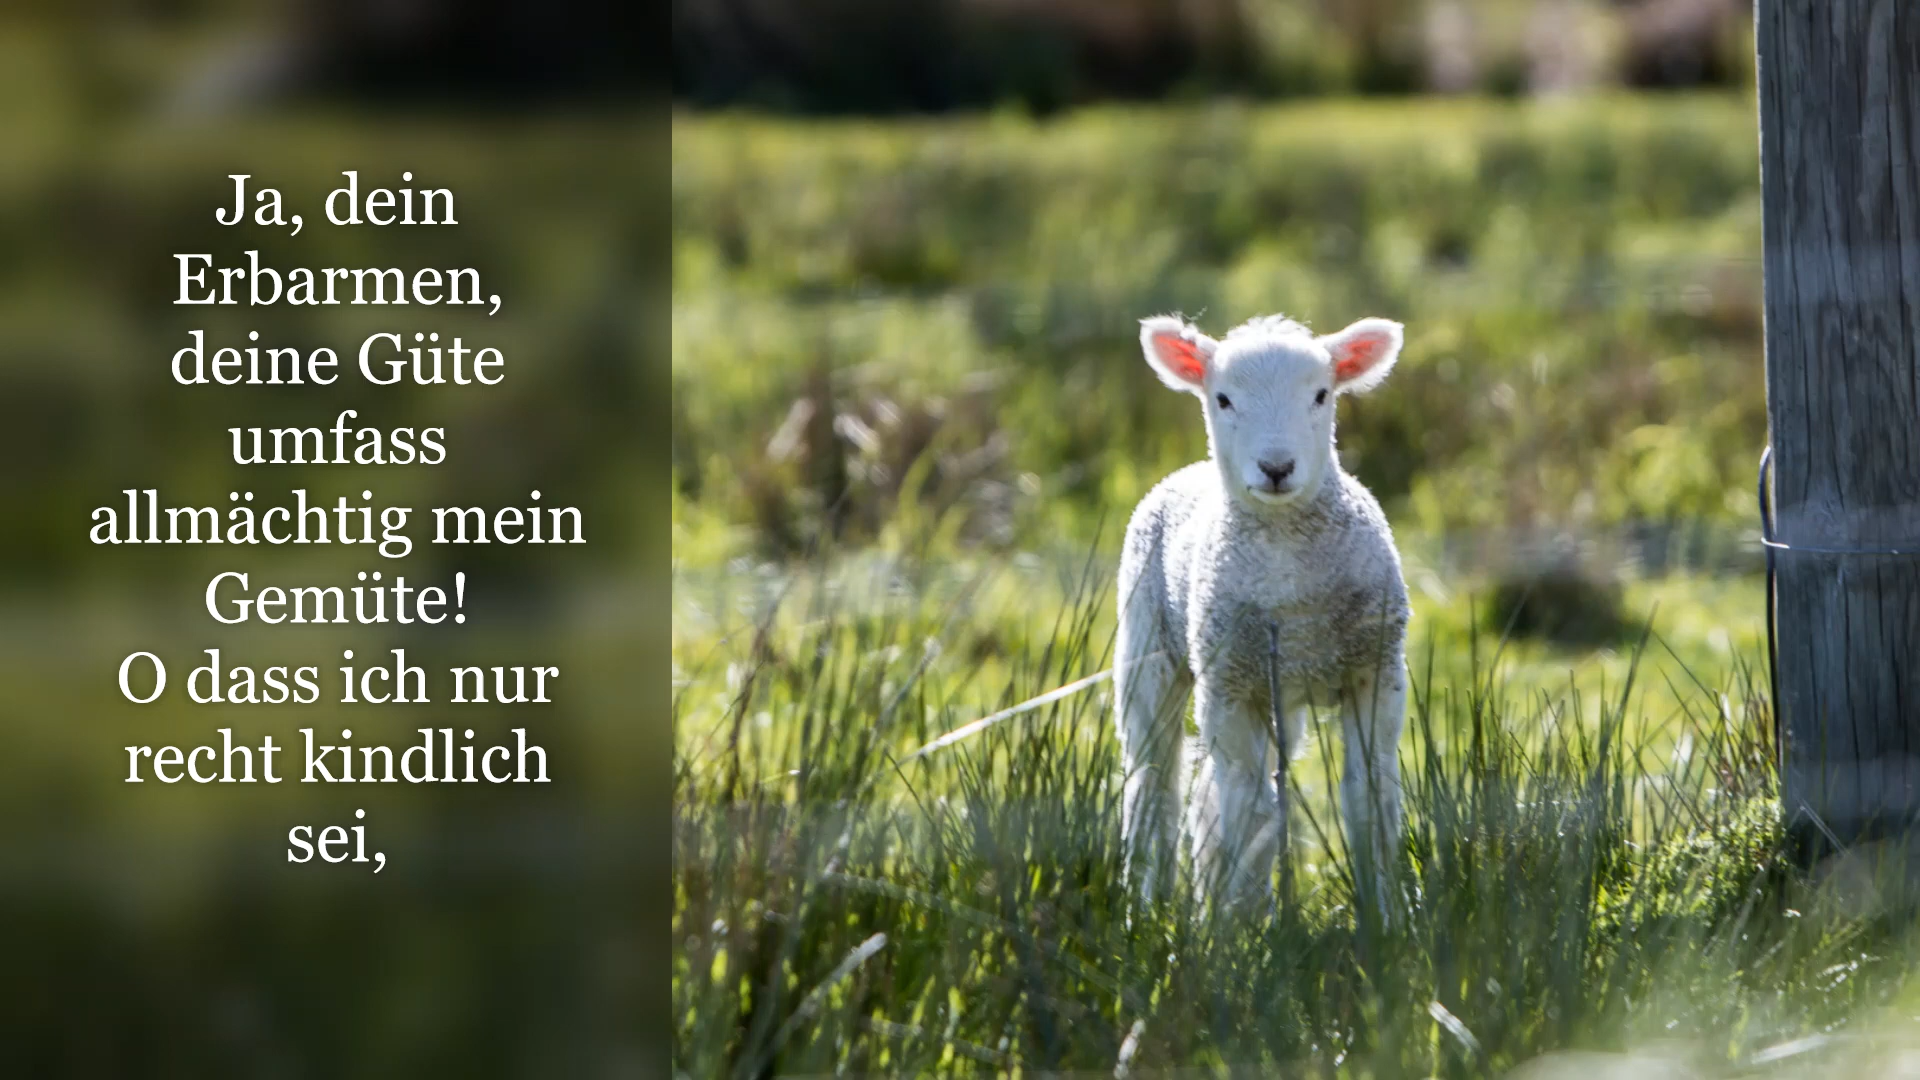 Ja, dein
Erbarmen,
deine Güte
umfass
allmächtig mein
Gemüte!
O dass ich nur
recht kindlich
sei,